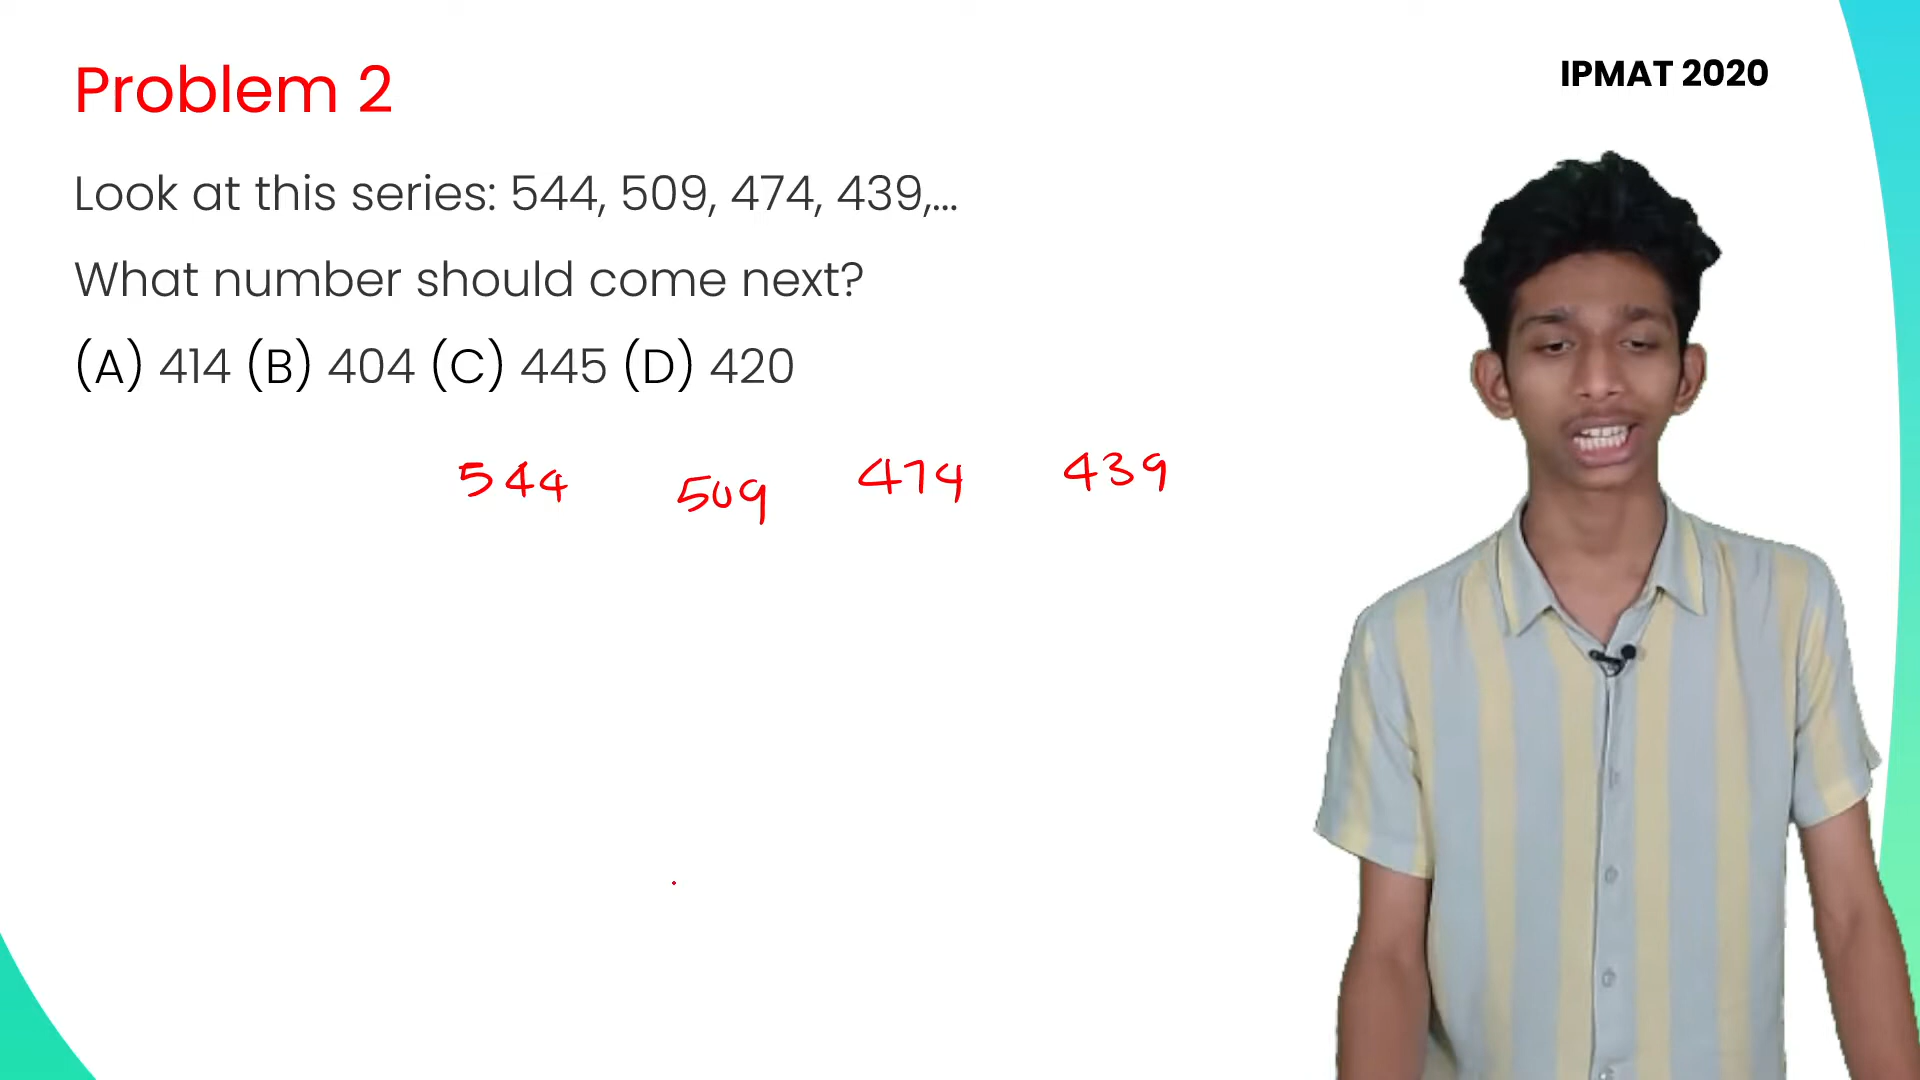 Problem 2
IPMAT 2020
Look at this series: 544, 509, 474, 439,...
What number should come next?
(A) 414 (B) 404 (C) 445 (D) 420
544 509 474 439